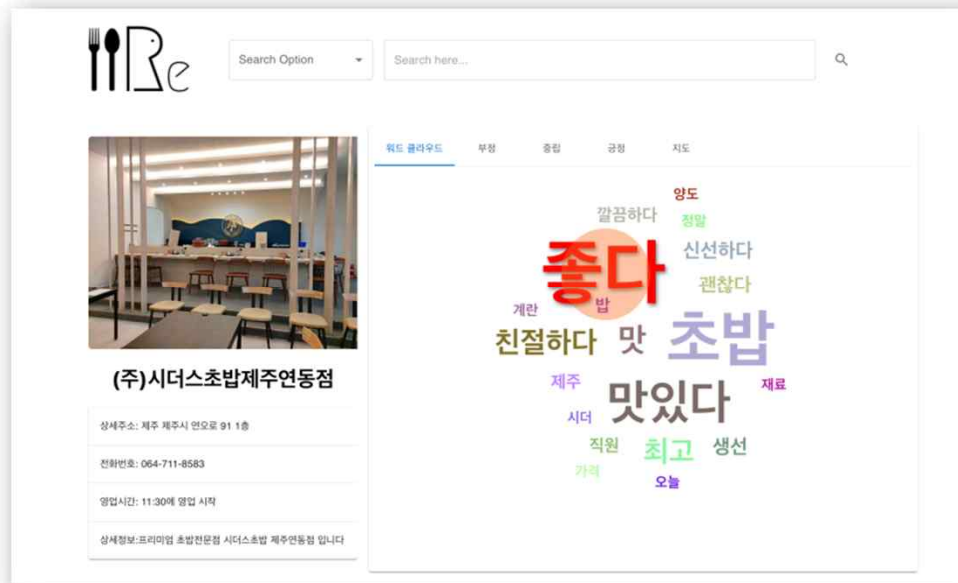 Re
Search Option
Search here...
워드 클라우드 부정 중립 긍정 지도
양도
깔끔하다
정말
좋다
신선하다
괜찮다
계란
밥
초밥
친절하다
맛
제주
재료
맛있다
시더
직원
최고
생선
가격
오늘
(주)시더스초밥제주연동점
상세주소: 제주 제주시 연오로 91 1층
전화번호: 064-711-8583
영업시간: 11:30에 영업 시작
상세정보:프리미엄 초밥전문점 시더스초밥 제주연동점 입니다